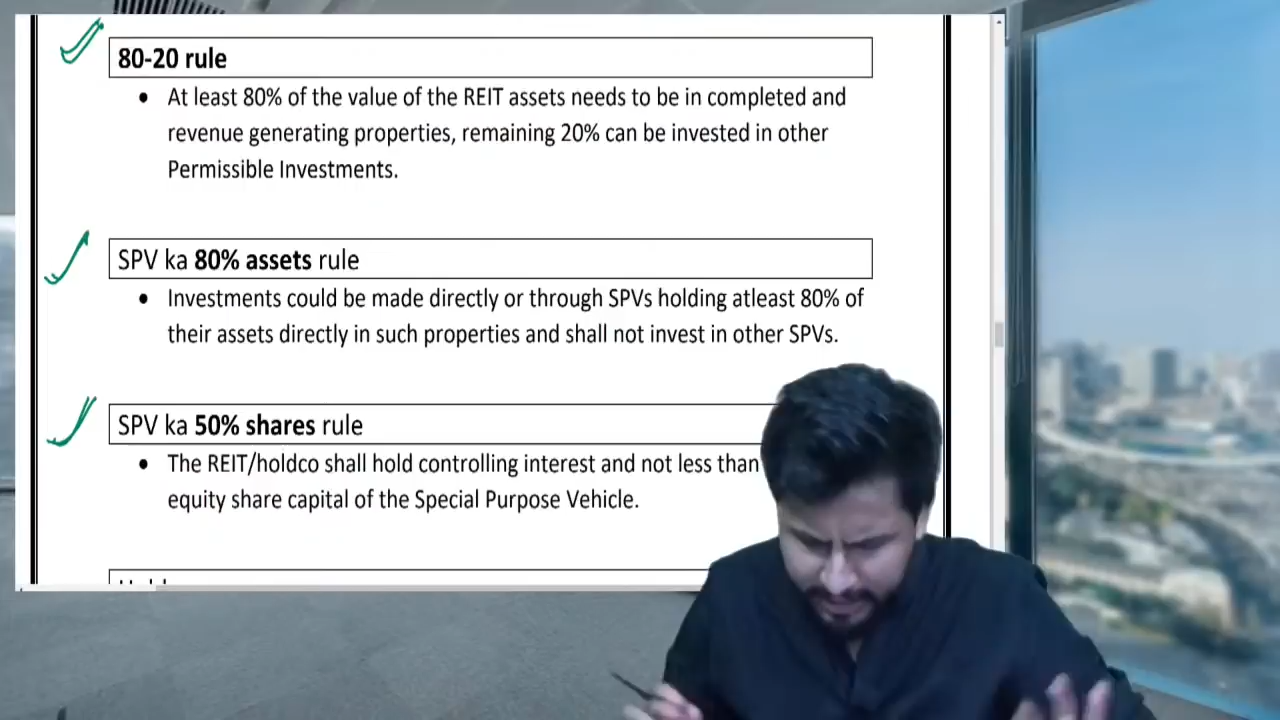 80-20 rule
• At least 80% of the value of the REIT assets needs to be in completed and
revenue generating properties, remaining 20% can be invested in other
Permissible Investments.
SPV ka 80% assets rule
• Investments could be made directly or through SPVs holding atleast 80% of
their assets directly in such properties and shall not invest in other SPVs.
SPV ka 50% shares rule
• The REIT/holdco shall hold controlling interest and not less than
equity share capital of the Special Purpose Vehicle.